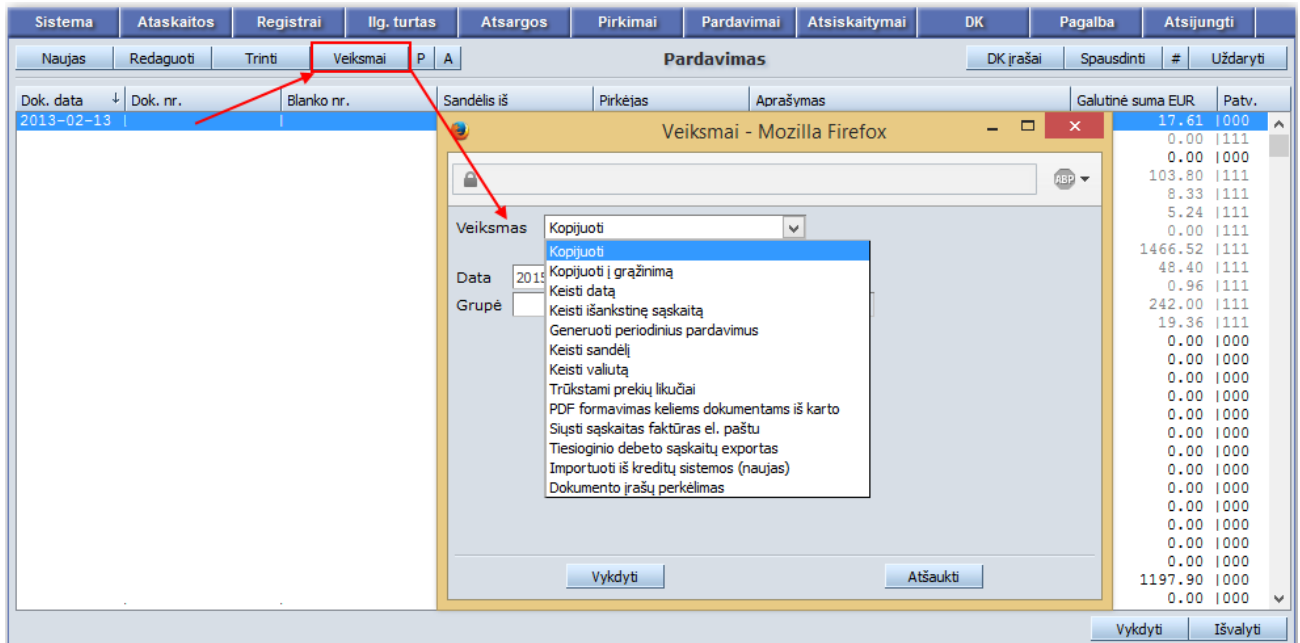 Sistema Ataskaitos Registrai Ilg. turtas Atsargos Pirkimai Pardavimai Atsiskaitymai DK Pagalba Atsijungti
Naujas Redaguoti Trinti Veiksmai P A Pardavimas DK įrašai Spausdinti # Uždaryti
Dok. data ↓ Dok. nr. Blanko nr. Sandėlis iš Pirkėjas Aprašymas Galutinė suma EUR Patv.
2013-02-13 | | 17.61 |000
0.00 |111
0.00 |000
103.80 |111
8.33 |111
5.24 |111
0.00 |111
1466.52 |111
48.40 |111
0.96 |111
242.00 |111
19.36 |111
0.00 |000
0.00 |000
0.00 |000
0.00 |000
0.00 |000
0.00 |000
0.00 |000
0.00 |000
0.00 |000
0.00 |000
0.00 |000
0.00 |000
0.00 |000
1197.90 |000
0.00 |000
Veiksmai - Mozilla Firefox
ABP
Veiksmas Kopijuoti
Kopijuoti
Kopijuoti į grąžinimą
Keisti datą
Keisti išankstinę sąskaitą
Generuoti periodinius pardavimus
Keisti sandėlį
Keisti valiutą
Trūkstami prekių likučiai
PDF formavimas keliems dokumentams iš karto
Siųsti sąskaitas faktūras el. paštu
Tiesioginio debeto sąskaitų exportas
Importuoti iš kreditų sistemos (naujas)
Dokumento įrašų perkėlimas
Data 2015
Grupė
Vykdyti Atšaukti
Vykdyti Išvalyti